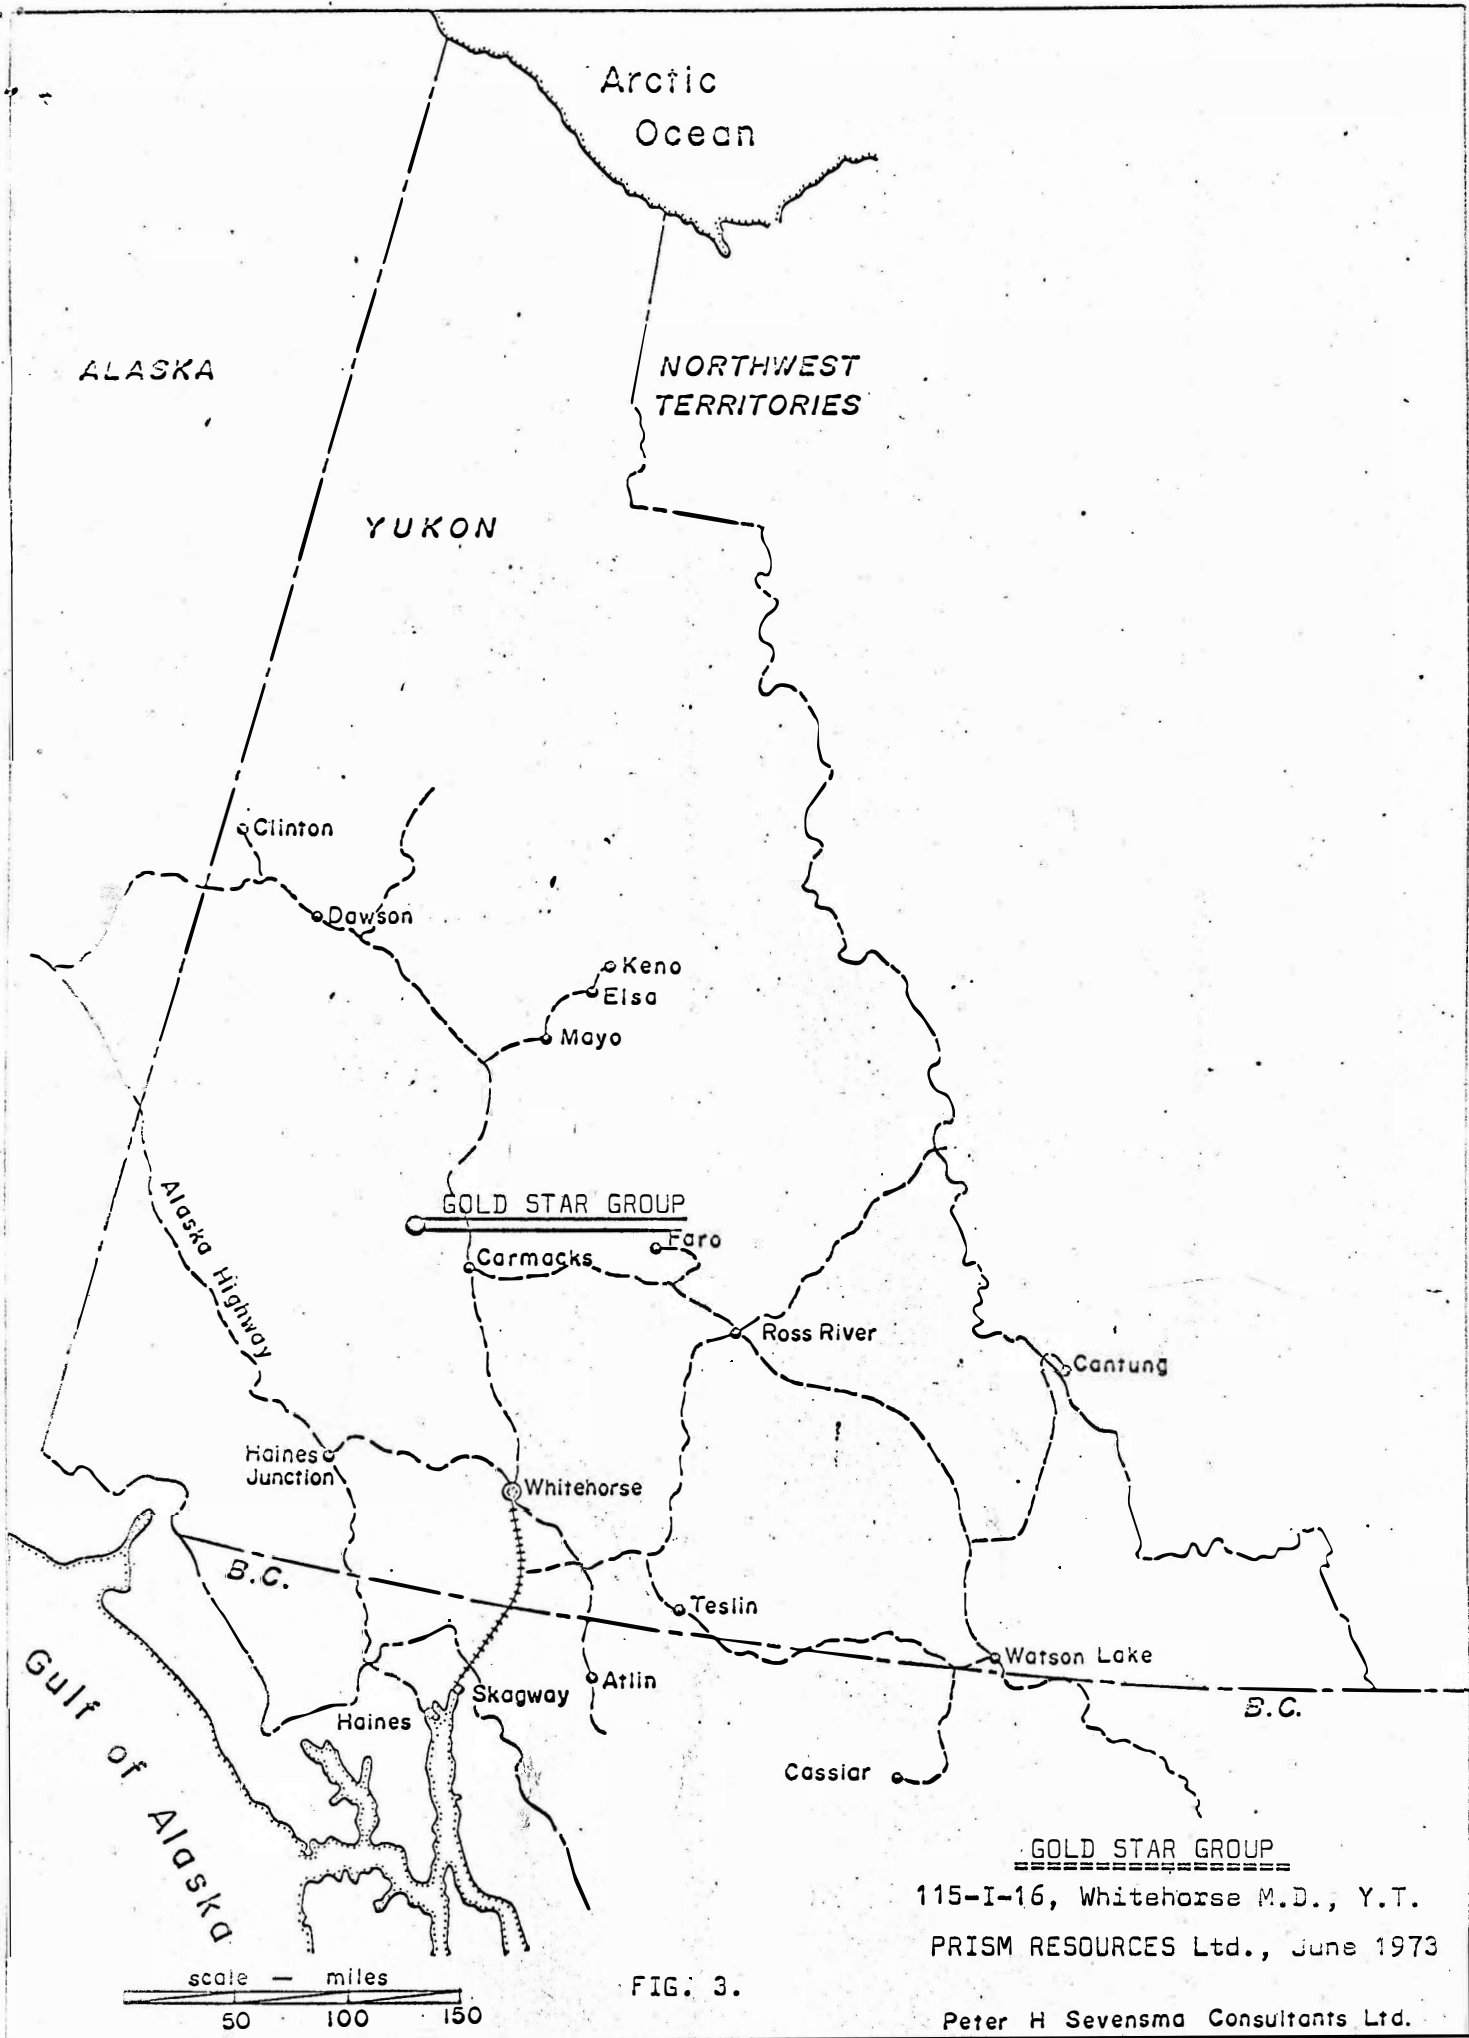 Arctic
Ocean
ALASKA
NORTHWEST
TERRITORIES
YUKON
Clinton
Dawson
Keno
Elsa
Mayo
GOLD STAR GROUP
Faro
Carmacks
Alaska Highway
Ross River
Cantung
Haines
Junction
Whitehorse
B.C.
Teslin
Watson Lake
Atlin
Skagway
Haines
B.C.
Gulf of Alaska
Cassiar
GOLD STAR GROUP
115-I-16, Whitehorse M.D., Y.T.
PRISM RESOURCES Ltd., June 1973
scale — miles
50 100 150
FIG. 3.
Peter H Sevensma Consultants Ltd.